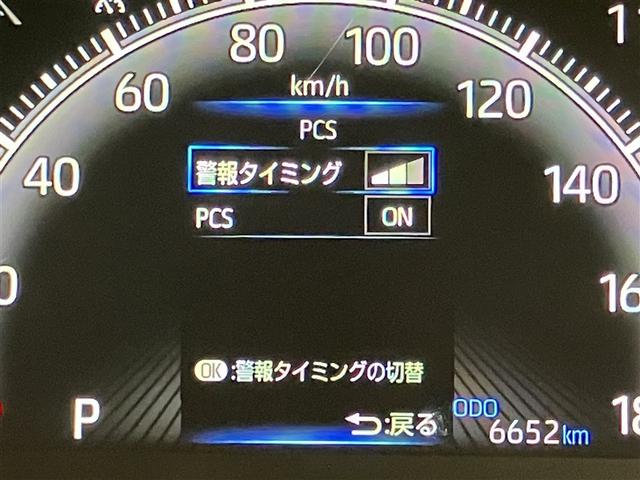 80
100
60
km/h
120
PCS
40
警報タイミング
140
PCS
ON
OK:警報タイミングの切替
P
:戻る
ODO
6652km